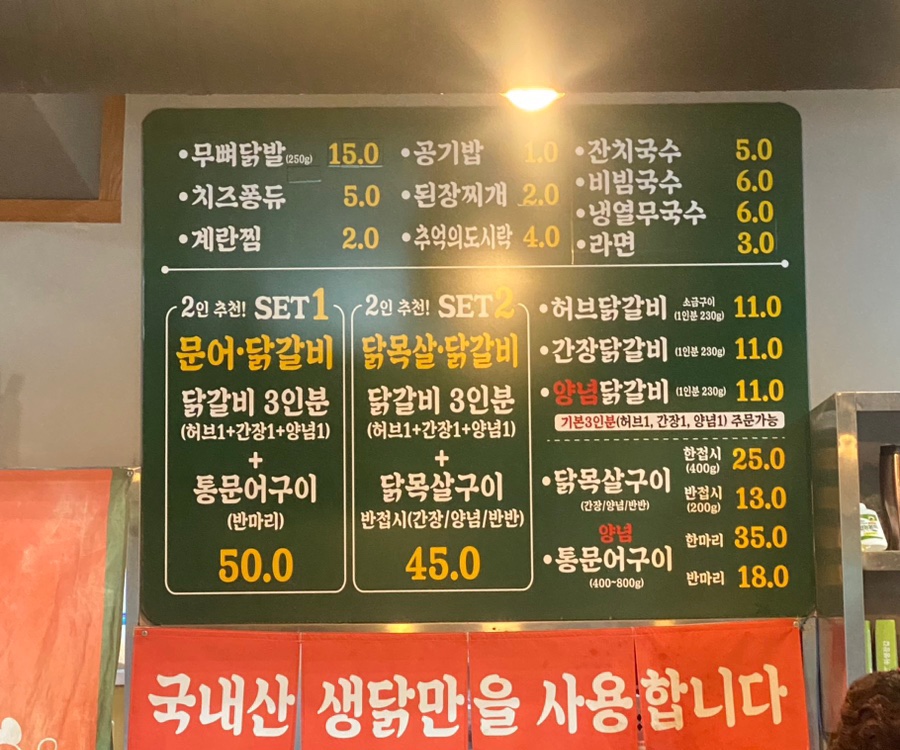 •무뼈닭발(250g) 15.0
•치즈퐁듀 5.0
•계란찜 2.0
•공기밥 1.0
•된장찌개 2.0
•추억의도시락 4.0
•잔치국수 5.0
•비빔국수 6.0
•냉열무국수 6.0
•라면 3.0
2인 추천! SET1
문어·닭갈비
닭갈비 3인분
(허브1+간장1+양념1)
+
통문어구이
(반마리)
50.0
2인 추천! SET2
닭목살·닭갈비
닭갈비 3인분
(허브1+간장1+양념1)
+
닭목살구이
반접시(간장/양념/반반)
45.0
•허브닭갈비 소금구이 (1인분 230g) 11.0
•간장닭갈비 (1인분 230g) 11.0
•양념닭갈비 (1인분 230g) 11.0
기본3인분(허브1, 간장1, 양념1) 주문가능
•닭목살구이
(간장/양념/반반)
한접시 (400g) 25.0
반접시 (200g) 13.0
양념
•통문어구이
(400~800g)
한마리 35.0
반마리 18.0
국내산 생닭만을 사용합니다